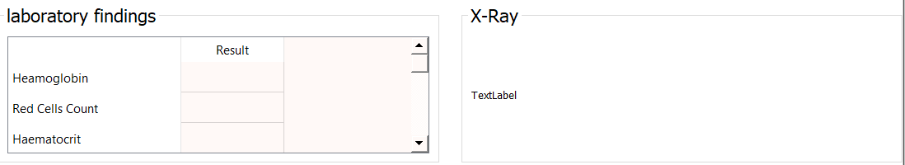 laboratory findings
Result
Heamoglobin
Red Cells Count
Haematocrit
X-Ray
TextLabel